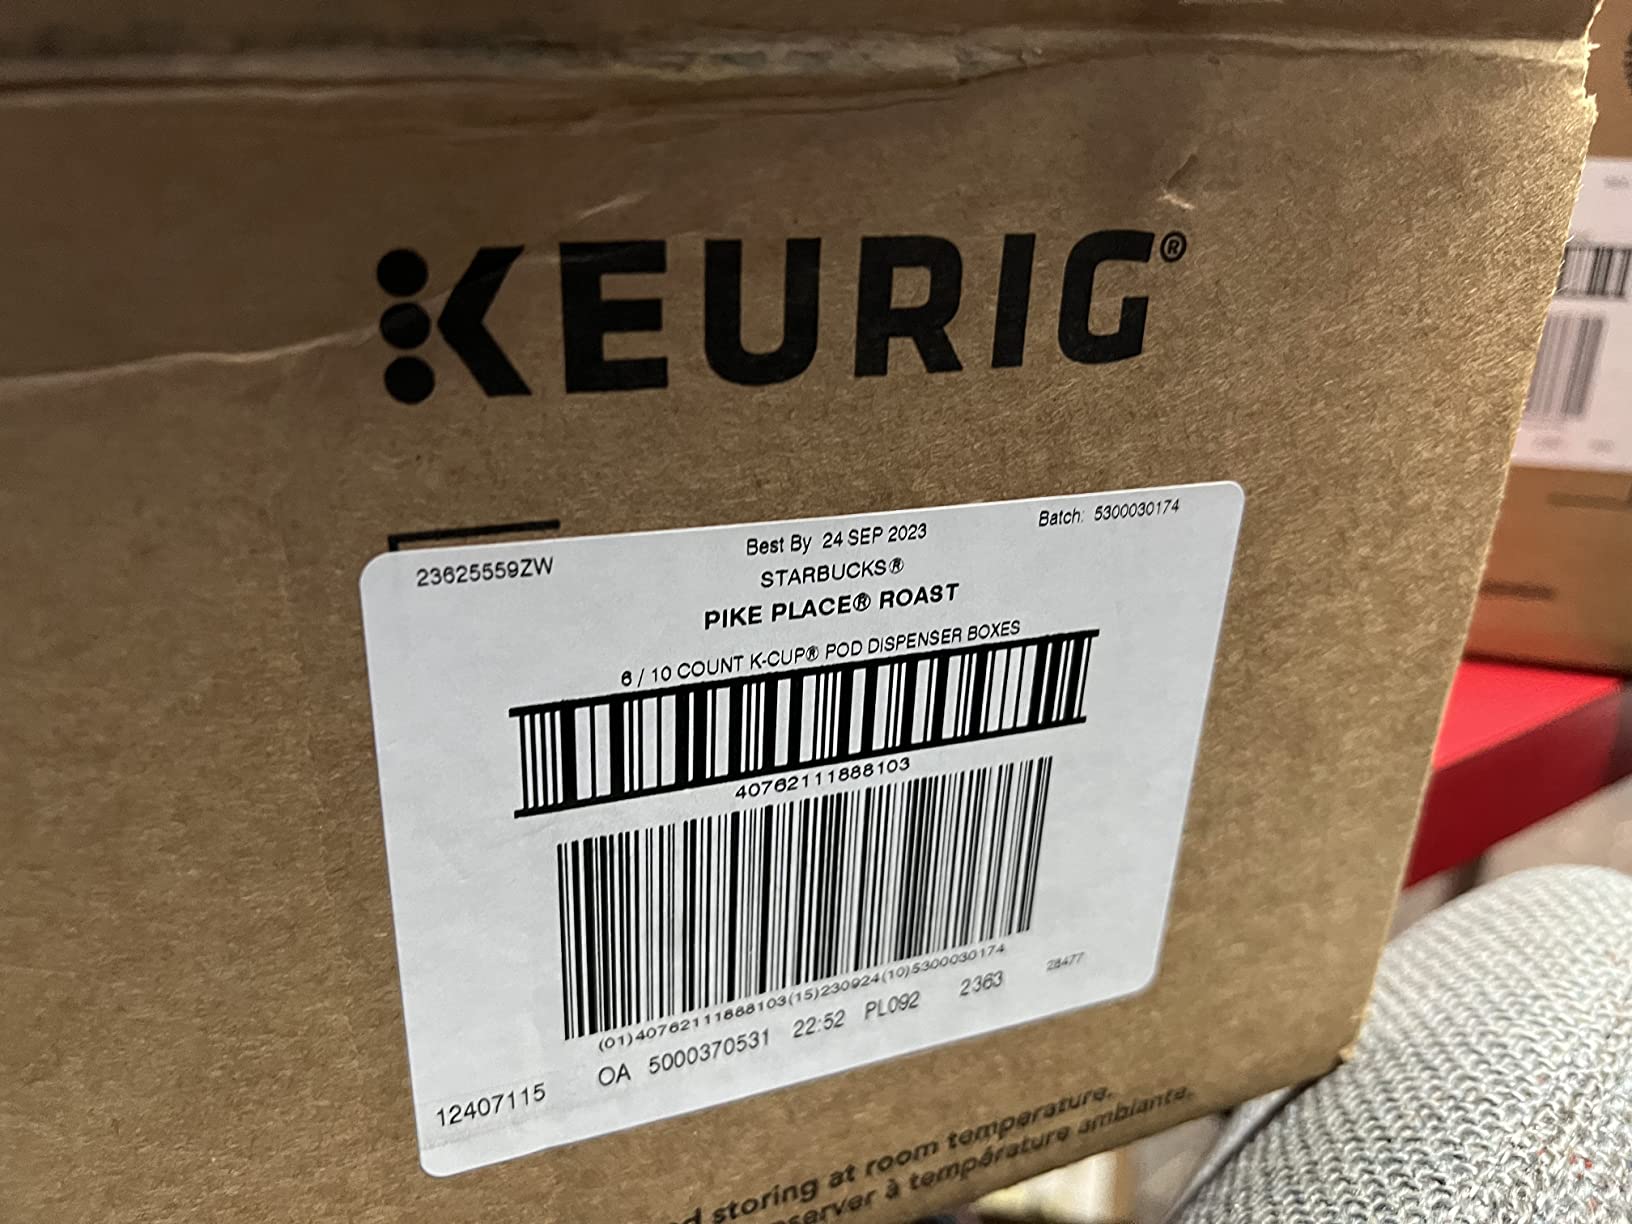 KEURIG®
23625559ZW
Best By 24 SEP 2023
Batch: 5300030174
STARBUCKS®
PIKE PLACE® ROAST
6 / 10 COUNT K-CUP® POD DISPENSER BOXES
40762111888103
(01)40762111888103(15)230924(10)5300030174
OA 5000370531 22:52 PL092 2363 28477
12407115
storing at room temperature.
à température ambiante.